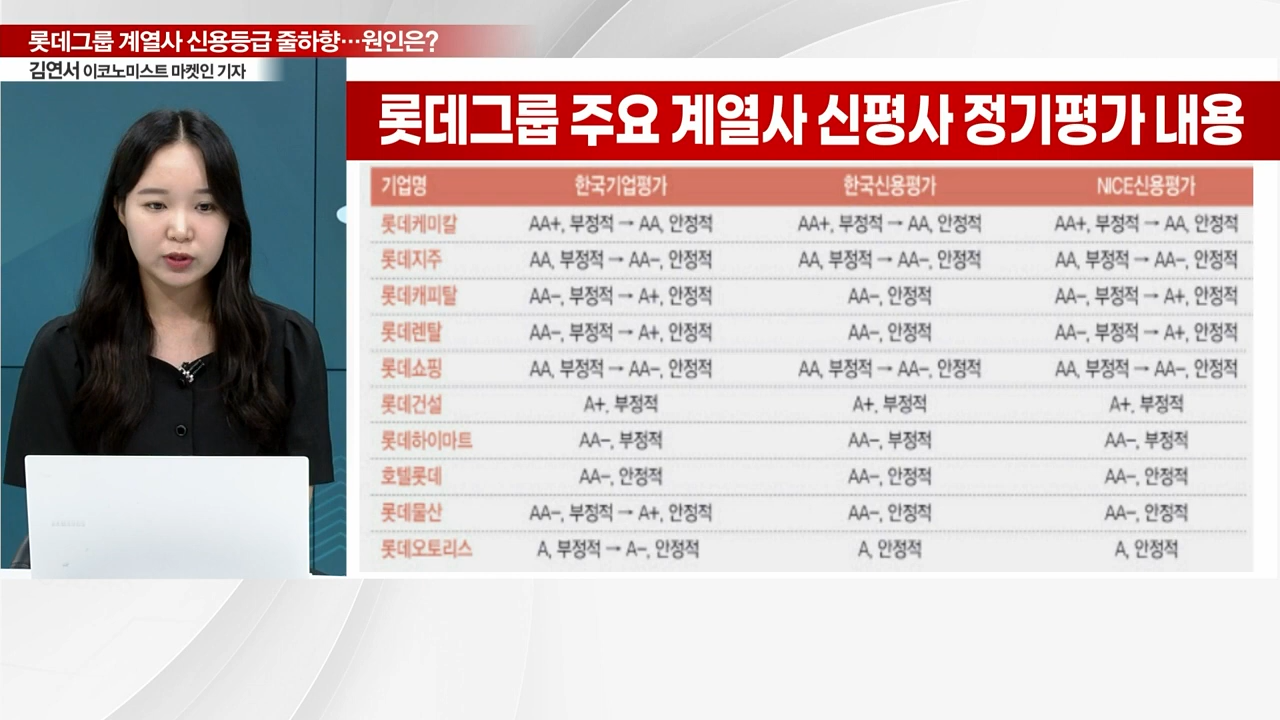 롯데그룹 계열사 신용등급 줄하향…원인은?
김연서 이코노미스트 마켓인 기자
롯데그룹 주요 계열사 신평사 정기평가 내용
기업명 한국기업평가 한국신용평가 NICE신용평가
롯데케미칼 AA+, 부정적 → AA, 안정적 AA+, 부정적 → AA, 안정적 AA+, 부정적 → AA, 안정적
롯데지주 AA, 부정적 → AA-, 안정적 AA, 부정적 → AA-, 안정적 AA, 부정적 → AA-, 안정적
롯데캐피탈 AA-, 부정적 → A+, 안정적 AA-, 안정적 AA-, 부정적 → A+, 안정적
롯데렌탈 AA-, 부정적 → A+, 안정적 AA-, 안정적 AA-, 부정적 → A+, 안정적
롯데쇼핑 AA, 부정적 → AA-, 안정적 AA, 부정적 → AA-, 안정적 AA, 부정적 → AA-, 안정적
롯데건설 A+, 부정적 A+, 부정적 A+, 부정적
롯데하이마트 AA-, 부정적 AA-, 부정적 AA-, 부정적
호텔롯데 AA-, 안정적 AA-, 안정적 AA-, 안정적
롯데물산 AA-, 부정적 → A+, 안정적 AA-, 안정적 AA-, 안정적
롯데오토리스 A, 부정적 → A-, 안정적 A, 안정적 A, 안정적